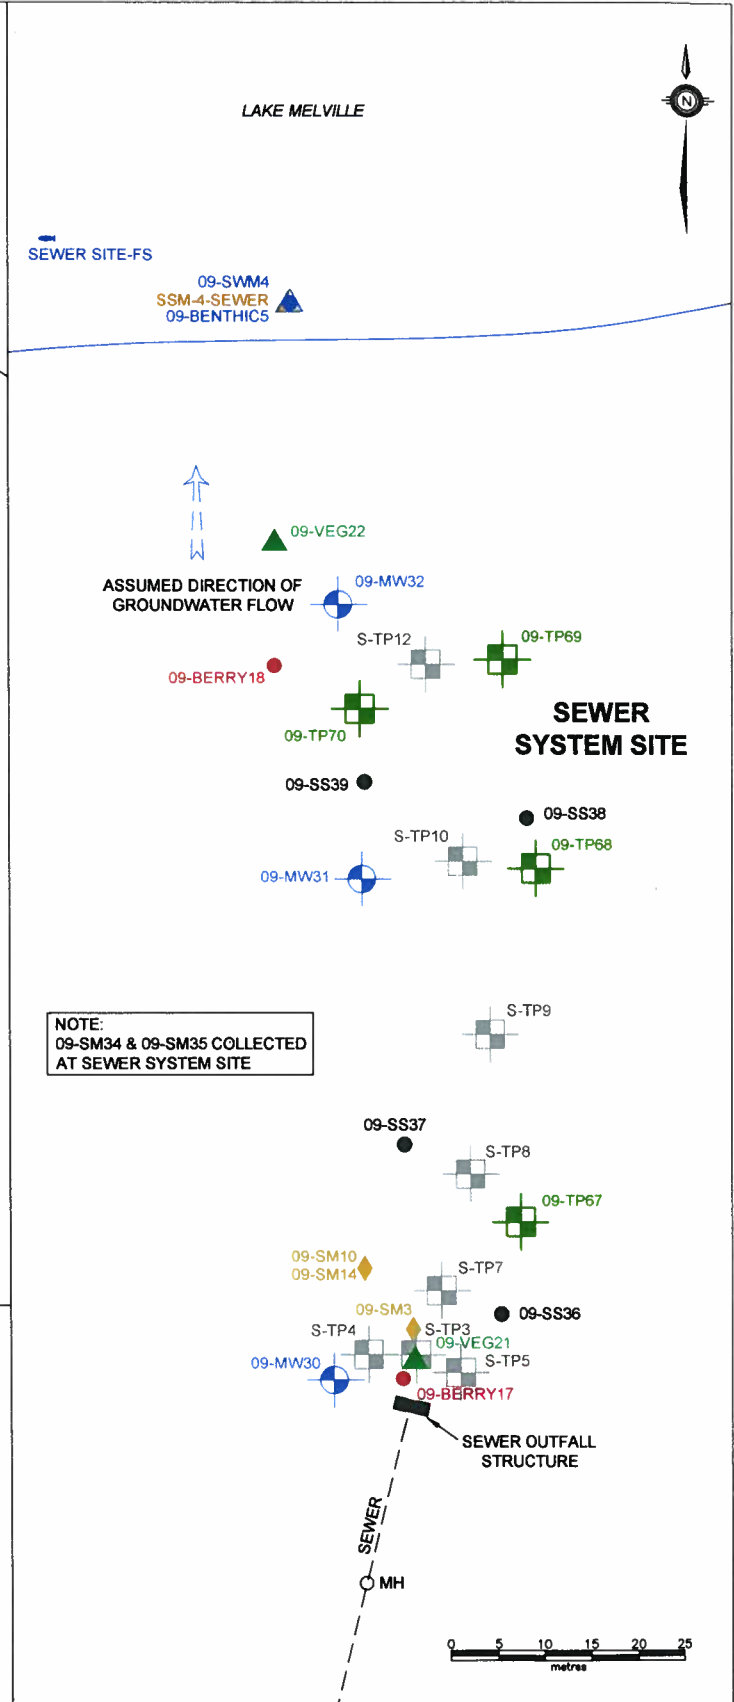 LAKE MELVILLE
N
SEWER SITE-FS
09-SWM4
SSM-4-SEWER
09-BENTHIC5
09-VEG22
ASSUMED DIRECTION OF
GROUNDWATER FLOW
09-MW32
S-TP12
09-TP69
09-BERRY18
09-TP70
SEWER
SYSTEM SITE
09-SS39
09-SS38
S-TP10
09-TP68
09-MW31
S-TP9
NOTE:
09-SM34 & 09-SM35 COLLECTED
AT SEWER SYSTEM SITE
09-SS37
S-TP8
09-TP67
09-SM10
09-SM14
S-TP7
09-SM3
09-SS36
S-TP4
S-TP3
09-VEG21
09-MW30
S-TP5
09-BERRY17
SEWER OUTFALL
STRUCTURE
SEWER
MH
0 5 10 15 20 25
metres